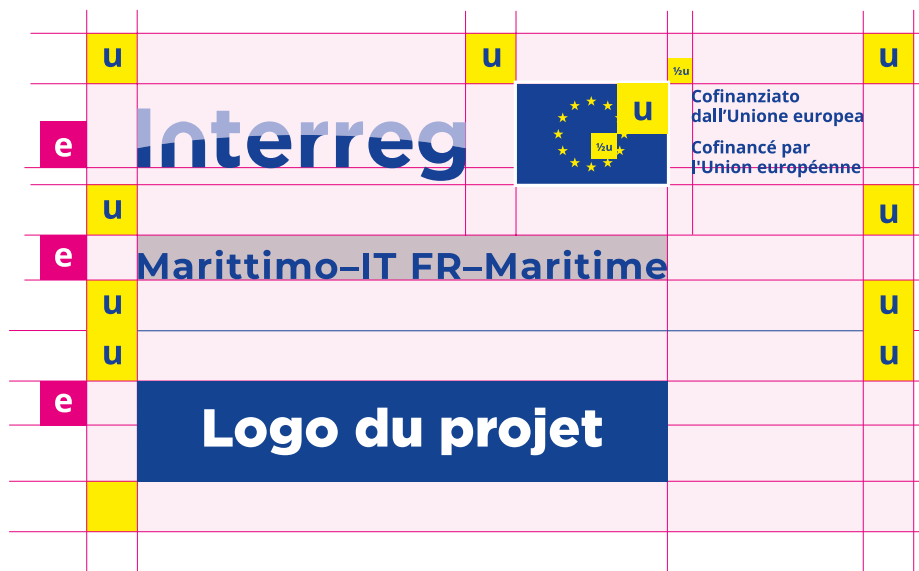 u u u
½u
Interreg
u
½u
Cofinanziato
dall'Unione europea
Cofinancé par
l'Union européenne
e
u u
e
Marittimo–IT FR–Maritime
u u
u u
e
Logo du projet